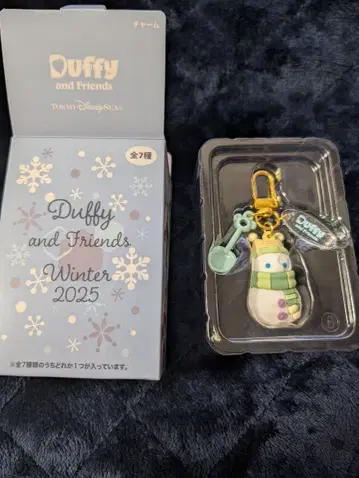 チャーム
Duffy
and Friends
TOKYO DISNEYSEA
全7種
Duffy
and Friends
Winter
2025
※全7種類のうちどれか1つが入っています。
Duffy
6